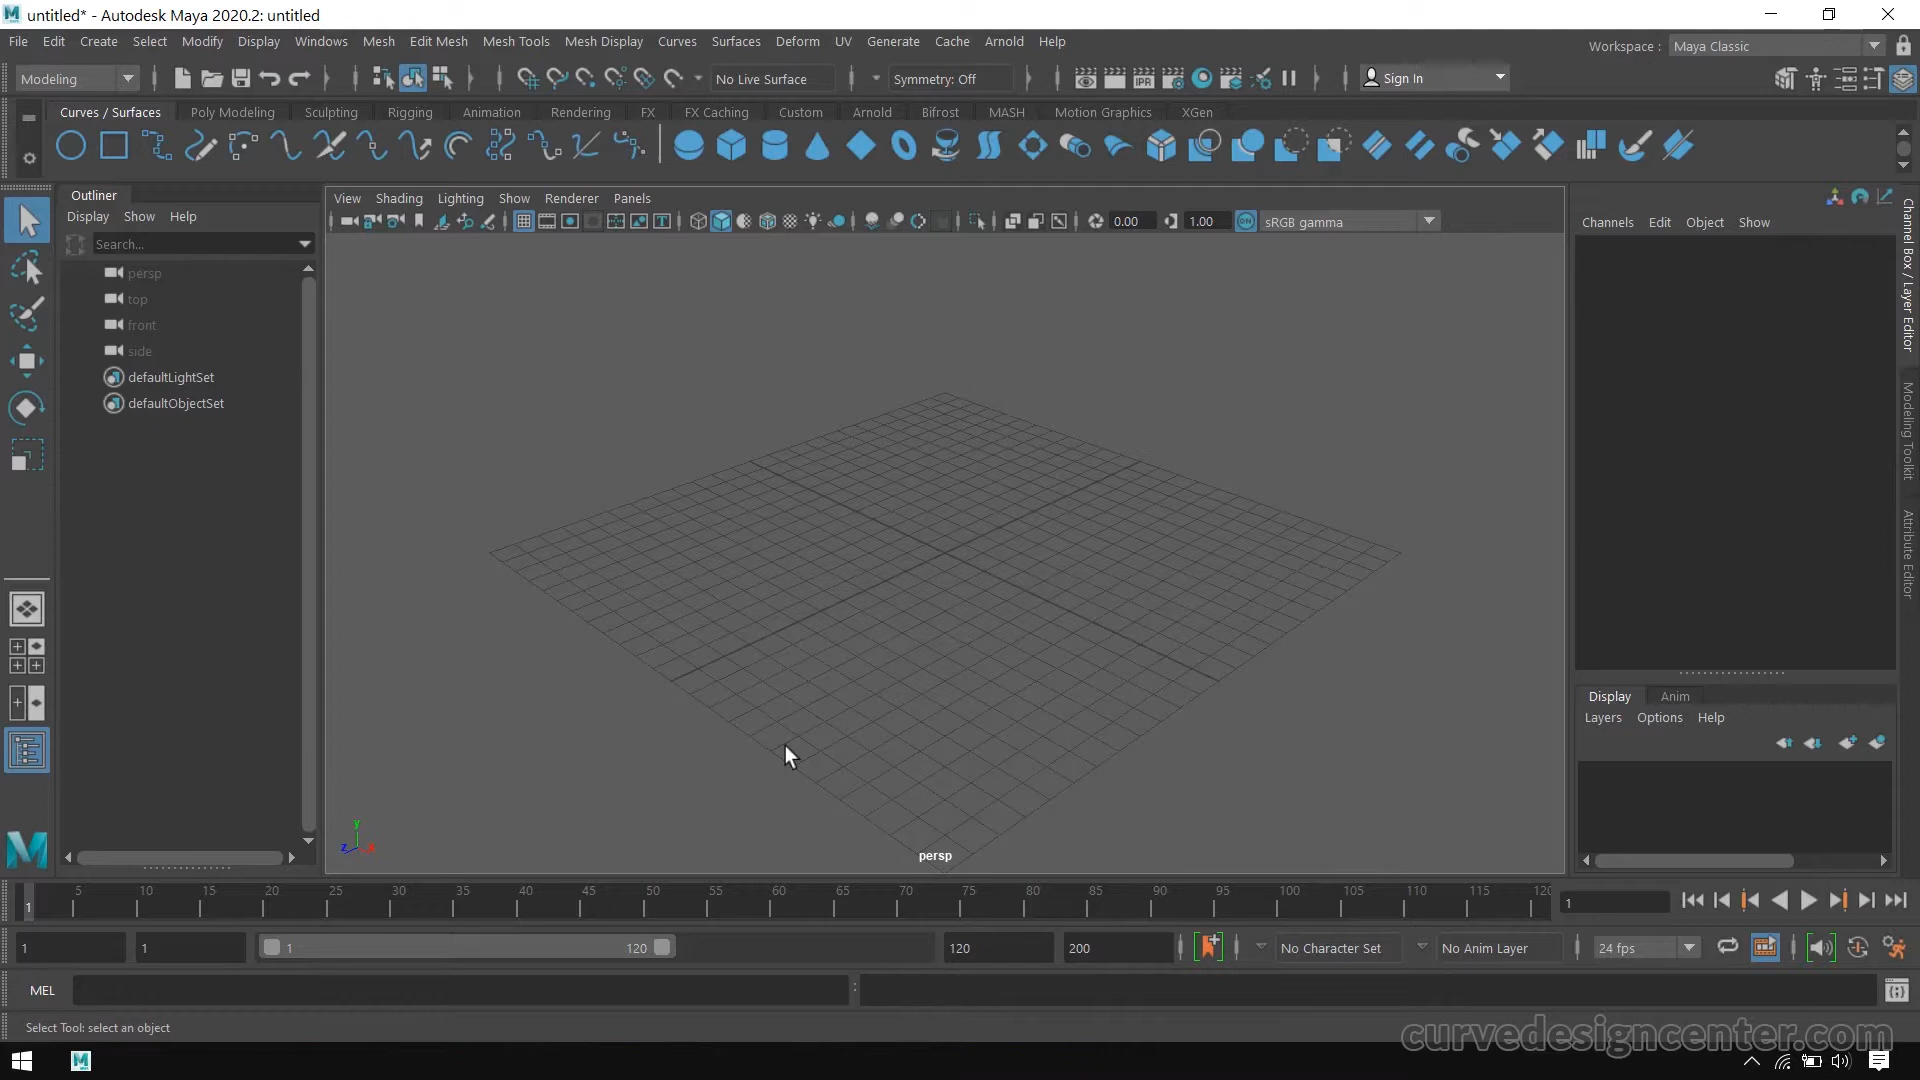 untitled* - Autodesk Maya 2020.2: untitled
File Edit Create Select Modify Display Windows Mesh Edit Mesh Mesh Tools Mesh Display Curves Surfaces Deform UV Generate Cache Arnold Help
Workspace : Maya Classic
Modeling No Live Surface Symmetry: Off IPR Sign In
Curves / Surfaces Poly Modeling Sculpting Rigging Animation Rendering FX FX Caching Custom Arnold Bifrost MASH Motion Graphics XGen
Outliner
Display Show Help
Search...
persp
top
front
side
defaultLightSet
defaultObjectSet
View Shading Lighting Show Renderer Panels
0.00 1.00 ON sRGB gamma
y
z x
persp
Channels Edit Object Show
Channel Box / Layer Editor
Modeling Toolkit
Attribute Editor
Display Anim
Layers Options Help
M
1 5 10 15 20 25 30 35 40 45 50 55 60 65 70 75 80 85 90 95 100 105 110 115 120
1
1 1 1 120 120 200 No Character Set No Anim Layer 24 fps
MEL
Select Tool: select an object
curvedesigncenter.com